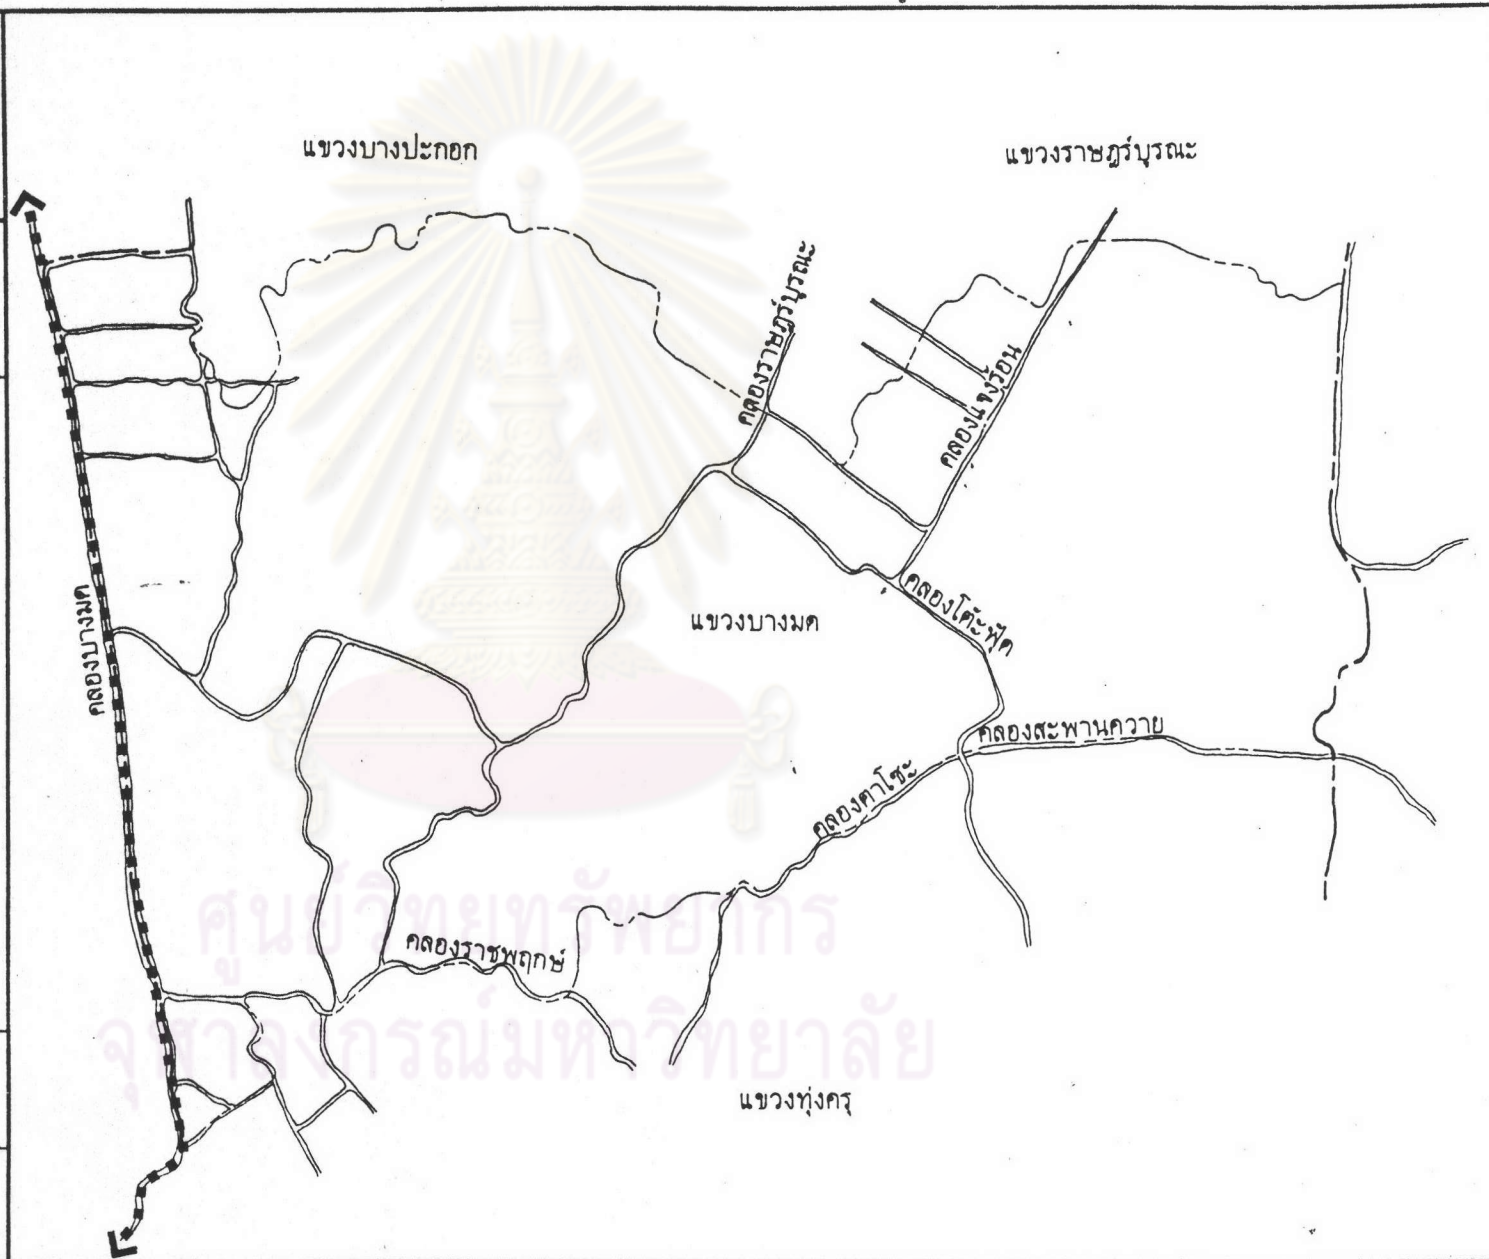 แขวงบางปะกอก
แขวงราษฎร์บูรณะ
คลองราษฎร์บูรณะ
คลองแจงร้อน
คลองบางมด
แขวงบางมด
คลองโต๊ะฟุ้ด
คลองสะพานควาย
คลองตาโซะ
ศูนย์วิทยทรัพยากร
คลองราชพฤกษ์
จุฬาลงกรณ์มหาวิทยาลัย
แขวงทุ่งครุ